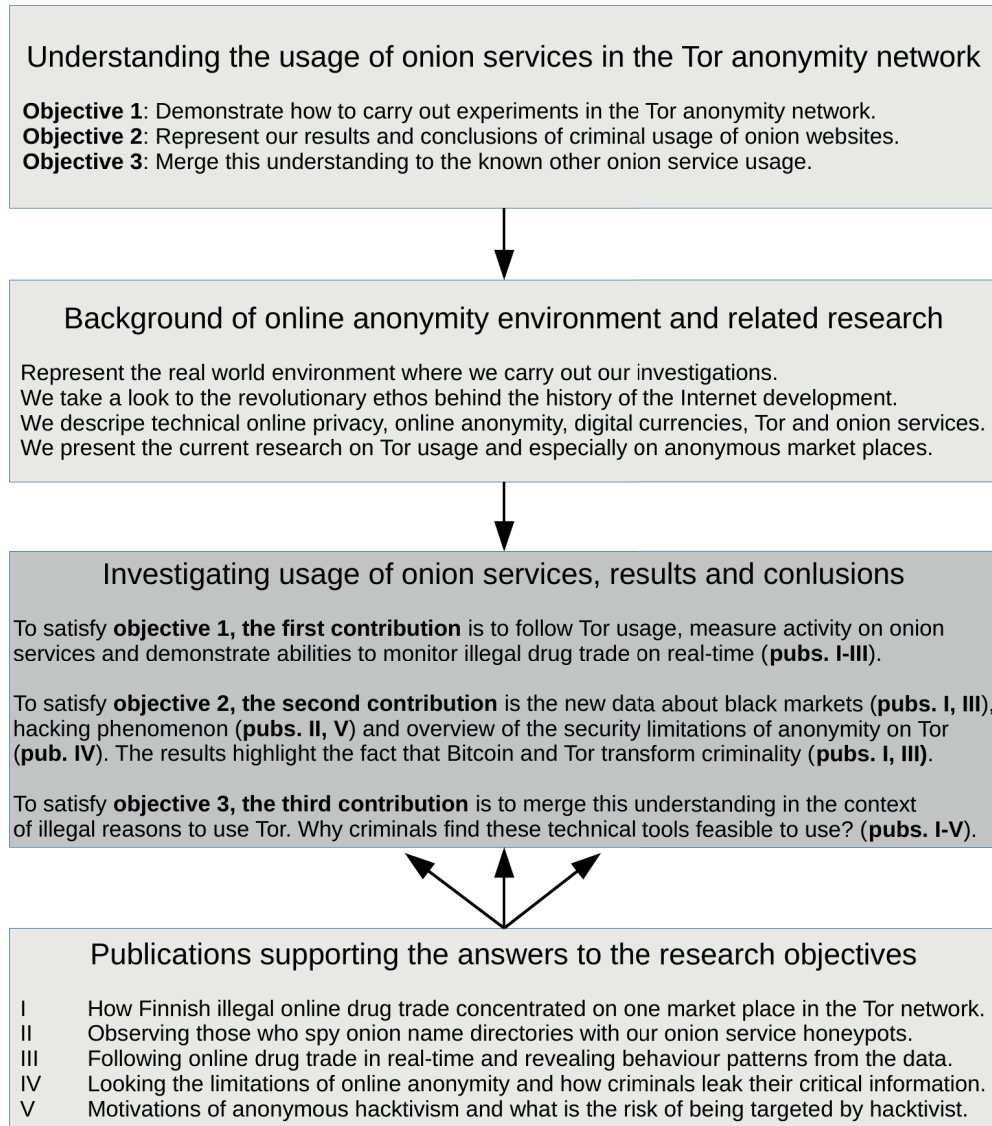 Understanding the usage of onion services in the Tor anonymity network
Objective 1: Demonstrate how to carry out experiments in the Tor anonymity network.
Objective 2: Represent our results and conclusions of criminal usage of onion websites.
Objective 3: Merge this understanding to the known other onion service usage.
Background of online anonymity environment and related research
Represent the real world environment where we carry out our investigations.
We take a look to the revolutionary ethos behind the history of the Internet development.
We descripe technical online privacy, online anonymity, digital currencies, Tor and onion services.
We present the current research on Tor usage and especially on anonymous market places.
Investigating usage of onion services, results and conlusions
To satisfy objective 1, the first contribution is to follow Tor usage, measure activity on onion
services and demonstrate abilities to monitor illegal drug trade on real-time (pubs. I-III).
To satisfy objective 2, the second contribution is the new data about black markets (pubs. I, III),
hacking phenomenon (pubs. II, V) and overview of the security limitations of anonymity on Tor
(pub. IV). The results highlight the fact that Bitcoin and Tor transform criminality (pubs. I, III).
To satisfy objective 3, the third contribution is to merge this understanding in the context
of illegal reasons to use Tor. Why criminals find these technical tools feasible to use? (pubs. I-V).
Publications supporting the answers to the research objectives
I How Finnish illegal online drug trade concentrated on one market place in the Tor network.
II Observing those who spy onion name directories with our onion service honeypots.
III Following online drug trade in real-time and revealing behaviour patterns from the data.
IV Looking the limitations of online anonymity and how criminals leak their critical information.
V Motivations of anonymous hacktivism and what is the risk of being targeted by hacktivist.